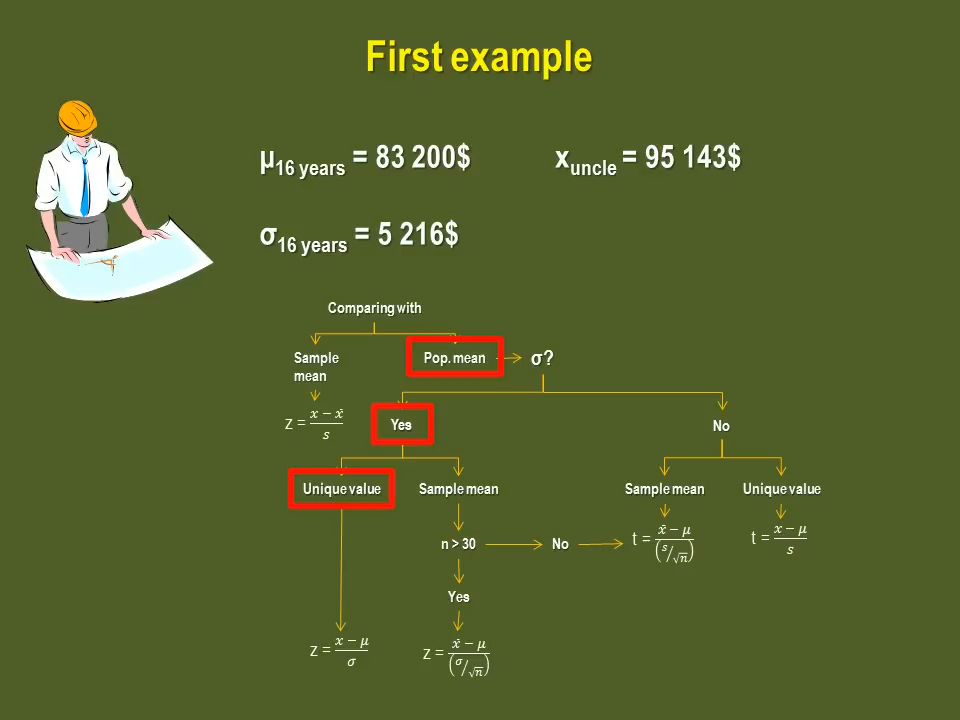 First example
μ16 years = 83 200$
xuncle = 95 143$
σ16 years = 5 216$
Comparing with
Sample
mean
Pop. mean
σ?
z = (x − x̄)/s
Yes
No
Unique value
Sample mean
Sample mean
Unique value
n > 30
No
t = (x̄ − μ)/(s/√n)
t = (x − μ)/s
Yes
z = (x − μ)/σ
z = (x̄ − μ)/(σ/√n)